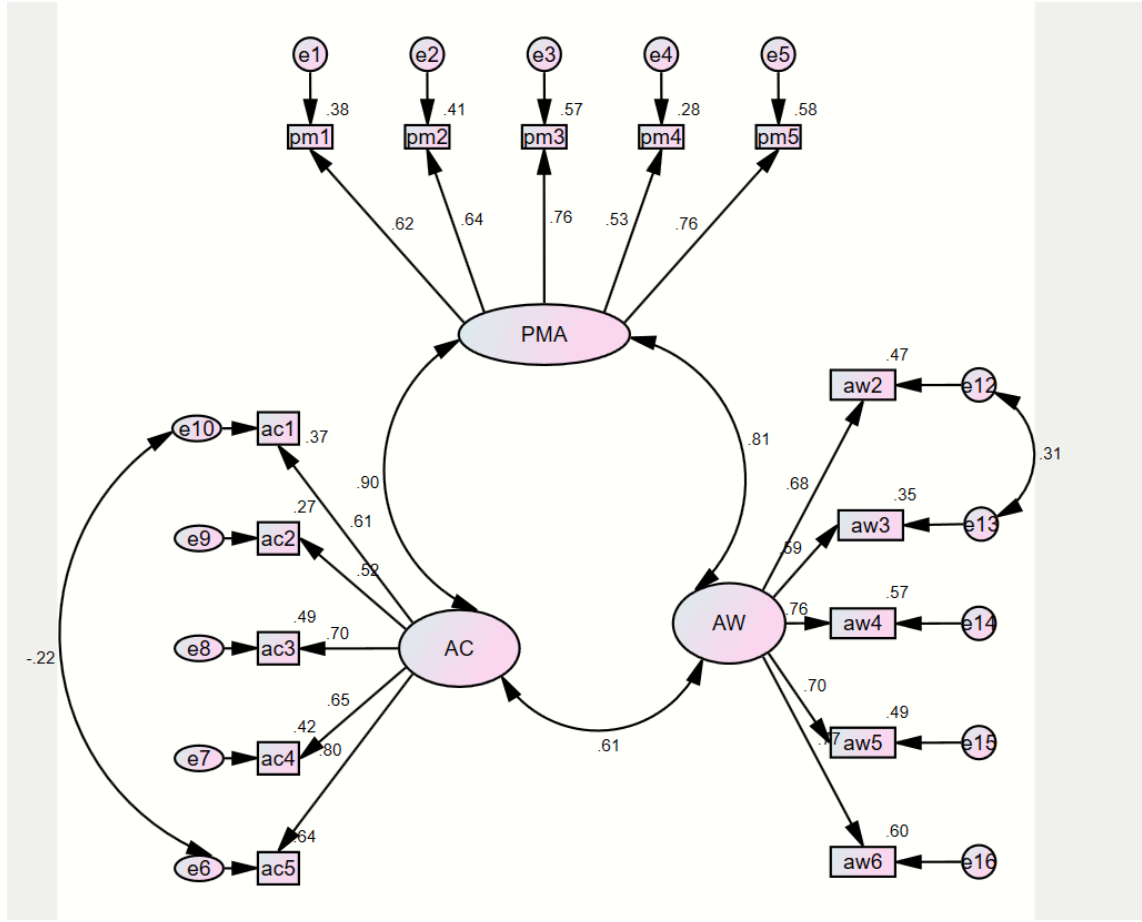 e1 e2 e3 e4 e5
.38 .41 .57 .28 .58
pm1 pm2 pm3 pm4 pm5
.62 .64 .76 .53 .76
PMA
.47
aw2 e12
.37
e10 ac1
.81
.31
.90 .68
.27 .61 .35
e9 ac2 aw3 e13
.52 .59
.49 .76 .57
e8 ac3 .70 AC AW aw4 e14
-.22
.65 .70
.42 .49
e7 ac4 .80 .61 .77 aw5 e15
.64 .60
e6 ac5 aw6 e16